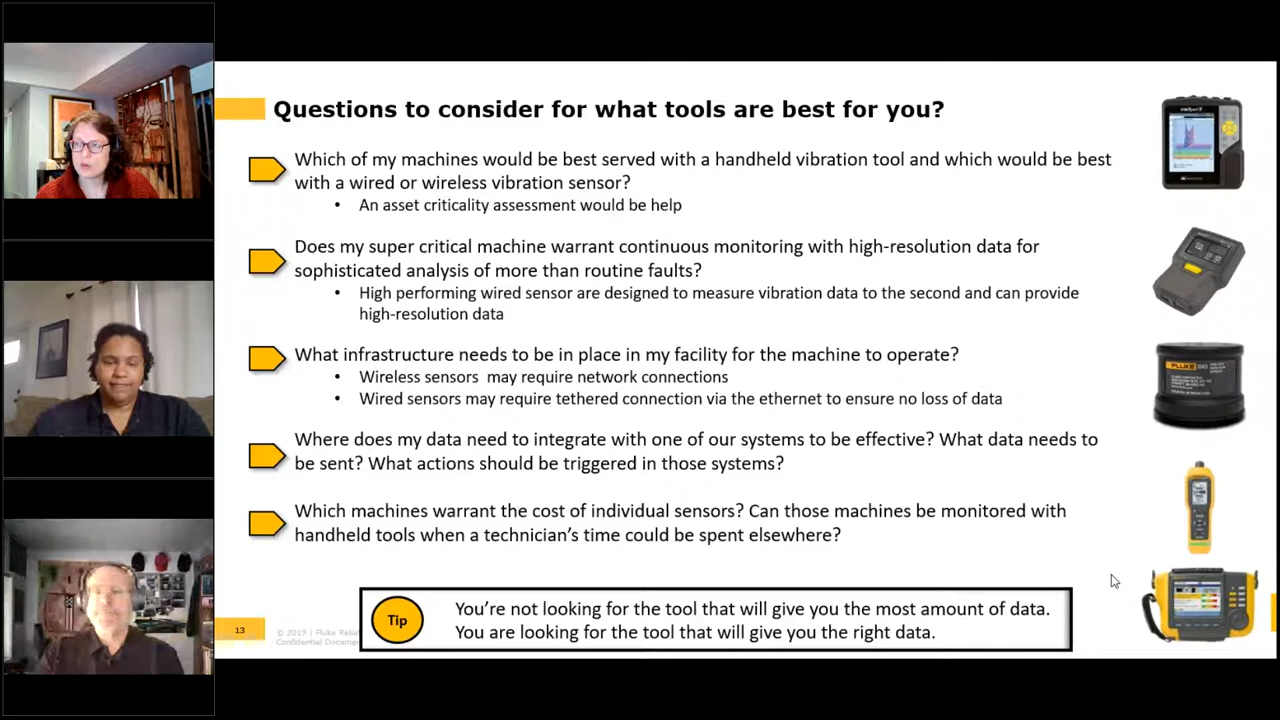 Questions to consider for what tools are best for you?
Which of my machines would be best served with a handheld vibration tool and which would be best
with a wired or wireless vibration sensor?
• An asset criticality assessment would be help
Does my super critical machine warrant continuous monitoring with high-resolution data for
sophisticated analysis of more than routine faults?
• High performing wired sensor are designed to measure vibration data to the second and can provide
high-resolution data
What infrastructure needs to be in place in my facility for the machine to operate?
• Wireless sensors may require network connections
• Wired sensors may require tethered connection via the ethernet to ensure no loss of data
Where does my data need to integrate with one of our systems to be effective? What data needs to
be sent? What actions should be triggered in those systems?
Which machines warrant the cost of individual sensors? Can those machines be monitored with
handheld tools when a technician's time could be spent elsewhere?
Tip
You're not looking for the tool that will give you the most amount of data.
You are looking for the tool that will give you the right data.
13
© 2019 | Fluke
Confidential
FLUKE